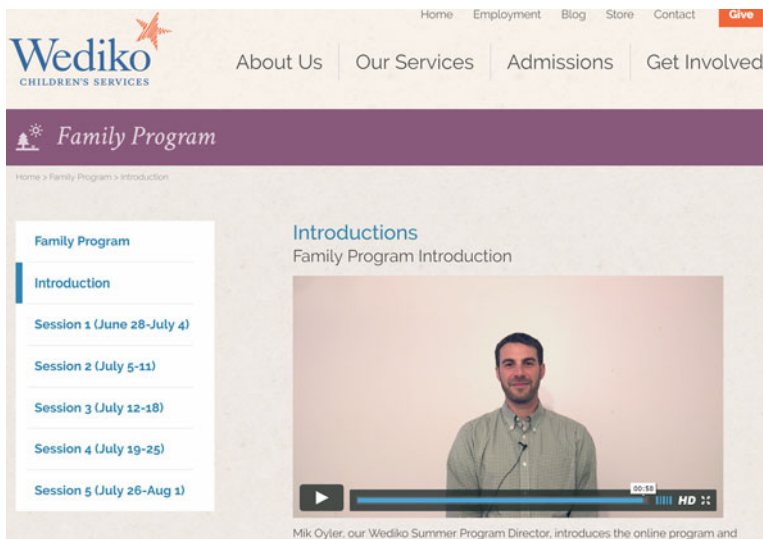 Home Employment Blog Store Contact Give
Wediko
CHILDREN'S SERVICES
About Us Our Services Admissions Get Involved
Family Program
Home > Family Program > Introduction
Family Program
Introduction
Session 1 (June 28-July 4)
Session 2 (July 5-11)
Session 3 (July 12-18)
Session 4 (July 19-25)
Session 5 (July 26-Aug 1)
Introductions
Family Program Introduction
00:58
HD
Mik Oyler, our Wediko Summer Program Director, introduces the online program and